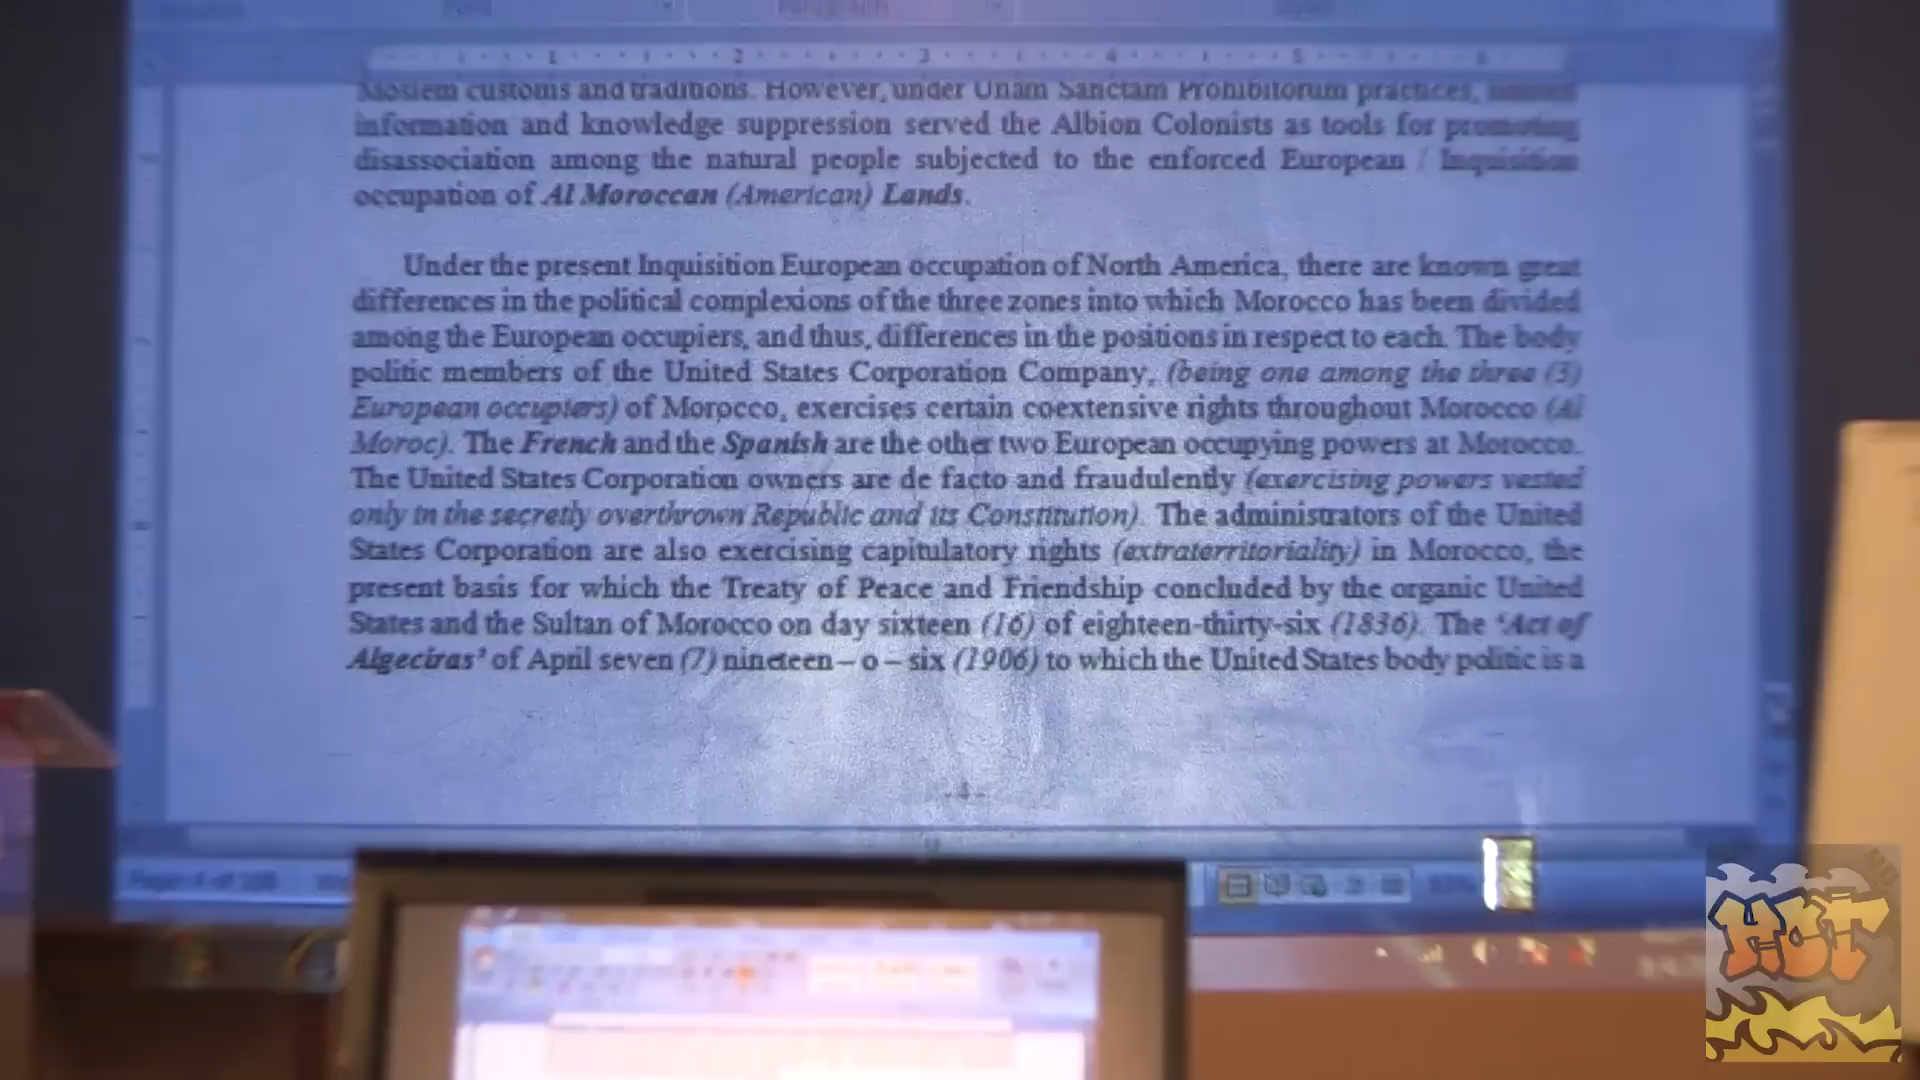 1 2 3 4 5 6
Moslem customs and traditions. However, under Unam Sanctam Prohibitorum practices,
information and knowledge suppression served the Albion Colonists as tools for promoting
disassociation among the natural people subjected to the enforced European / Inquisition
occupation of Al Moroccan (American) Lands.
Under the present Inquisition European occupation of North America, there are known great
differences in the political complexions of the three zones into which Morocco has been divided
among the European occupiers, and thus, differences in the positions in respect to each. The body
politic members of the United States Corporation Company, (being one among the three (3)
European occupiers) of Morocco, exercises certain coextensive rights throughout Morocco (Al
Moroc). The French and the Spanish are the other two European occupying powers at Morocco.
The United States Corporation owners are de facto and fraudulently (exercising powers vested
only in the secretly overthrown Republic and its Constitution). The administrators of the United
States Corporation are also exercising capitulatory rights (extraterritoriality) in Morocco, the
present basis for which the Treaty of Peace and Friendship concluded by the organic United
States and the Sultan of Morocco on day sixteen (16) of eighteen-thirty-six (1836). The ‘Act of
Algeciras’ of April seven (7) nineteen – o – six (1906) to which the United States body politic is a
- 4 -
Page: 4 of